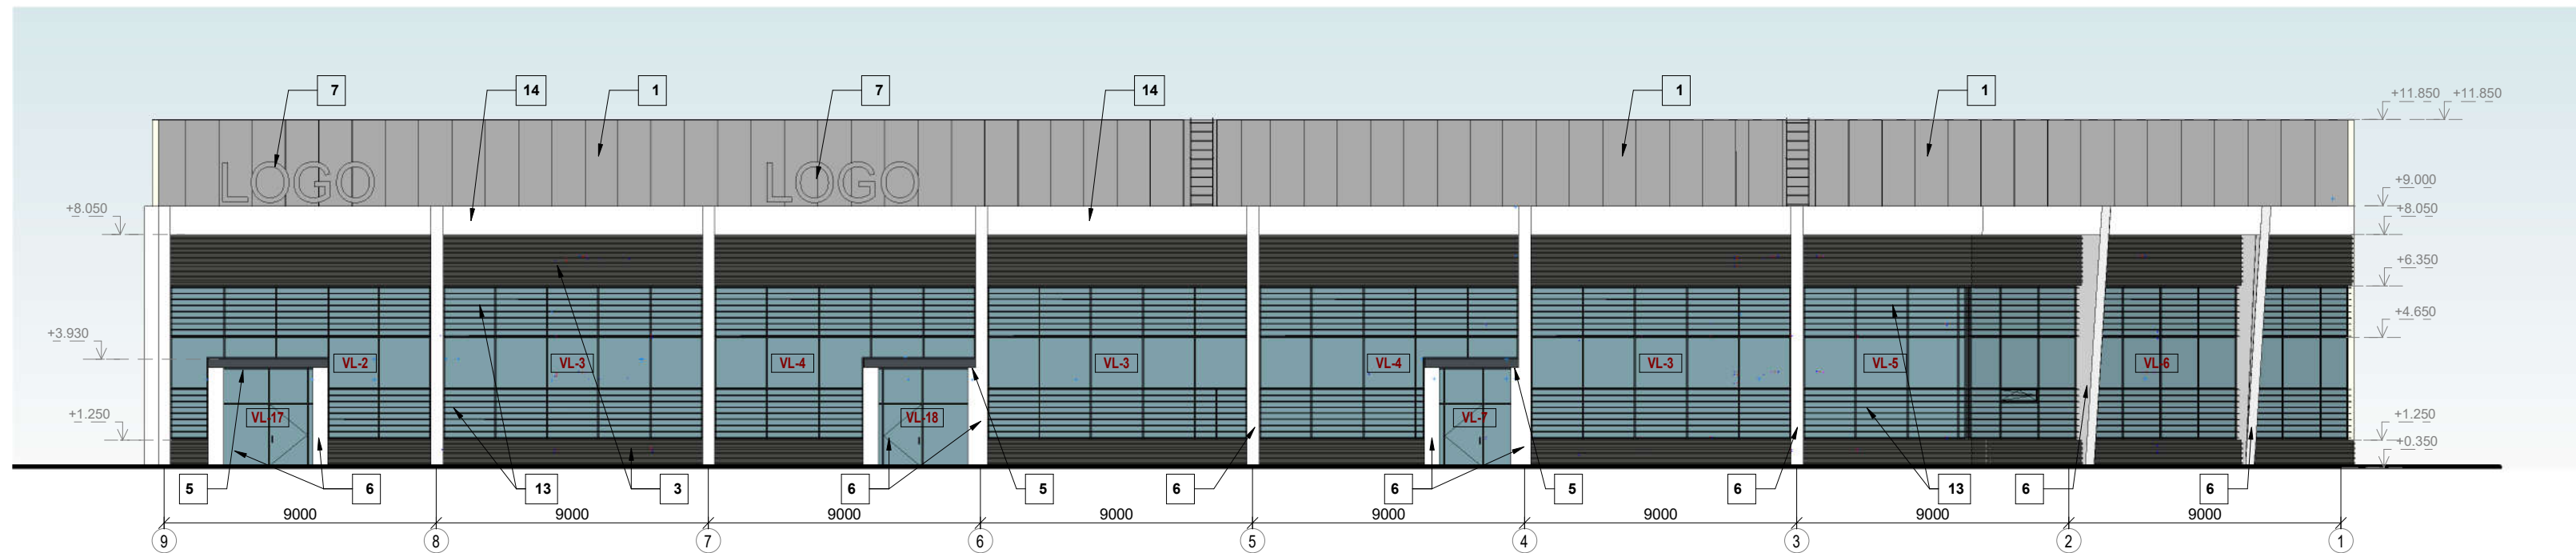 7 14 1 7 14 1 1
+11.850 +11.850
LOGO LOGO
+9.000
+8.050 +8.050
+6.350
+4.650
+3.930
VL-2 VL-3 VL-4 VL-3 VL-4 VL-3 VL-5 VL-6
+1.250 +1.250
VL-17 VL-18 VL-7
+0.350
5 6 13 3 6 5 6 6 5 6 13 6 6
9000 9000 9000 9000 9000 9000 9000 9000
9 8 7 6 5 4 3 2 1